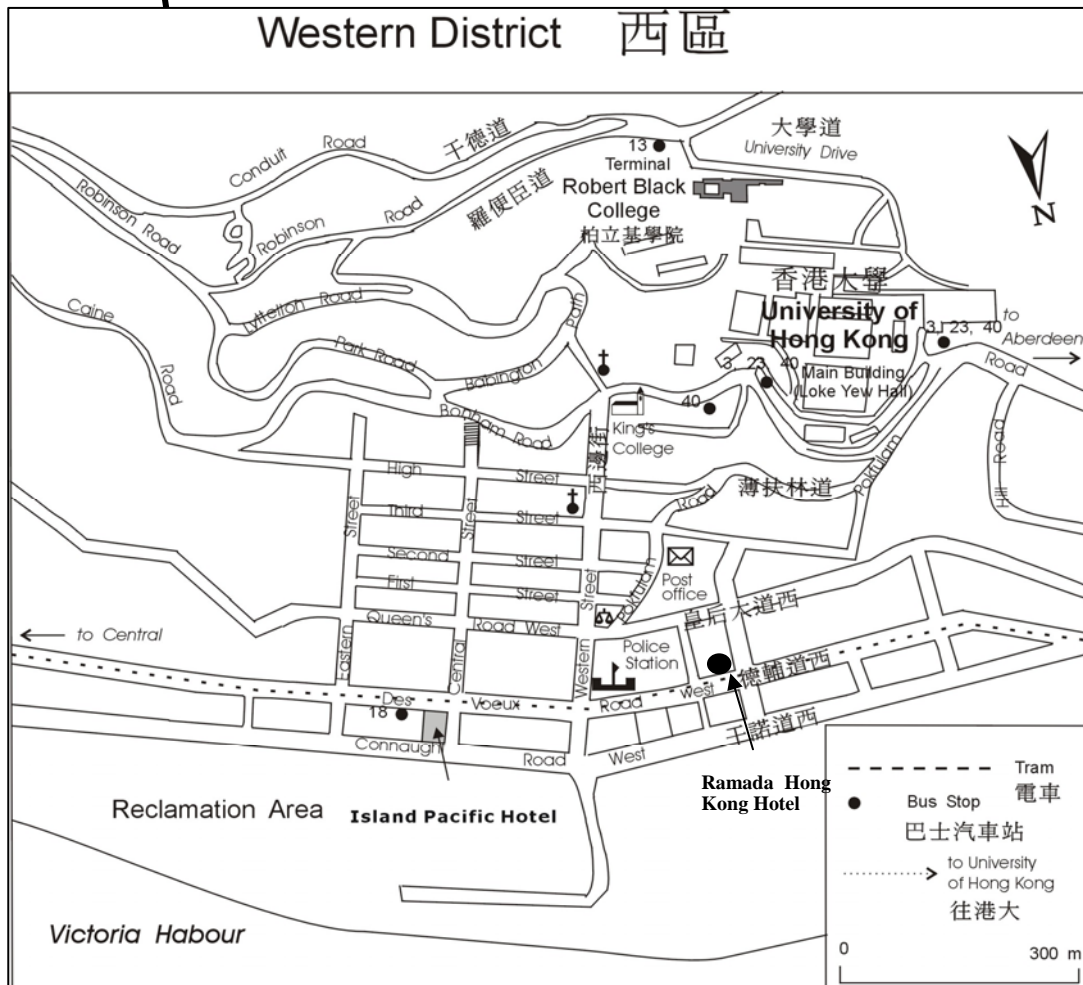 Western District 西區
Conduit Road 干德道
Robinson Road
Robinson Road 羅便臣道
13
Terminal
大學道
University Drive
Robert Black
College
柏立基學院
N
香港大學
University of
Hong Kong
Main Building
(Loke Yew Hall)
3, 23, 40
3, 23, 40
to
Aberdeen
Road
Road
Caine
Road
Lyttelton Road
Park Road
Babington
Path
Bonham Road
40
King's
College
西邊街
薄扶林道
Pokfulam
Road
Pokfulam
High Street
Third Street
Second Street
First Street
Queen's Road West
Street
Street
Street
Eastern
Central
Western
Post
office
皇后大道西
Police
Station
to Central
Des Voeux Road west 德輔道西
18
Connaught Road West 干諾道西
Ramada Hong
Kong Hotel
Reclamation Area
Island Pacific Hotel
Victoria Habour
Tram
電車
Bus Stop
巴士汽車站
to University
of Hong Kong
往港大
0 300 m